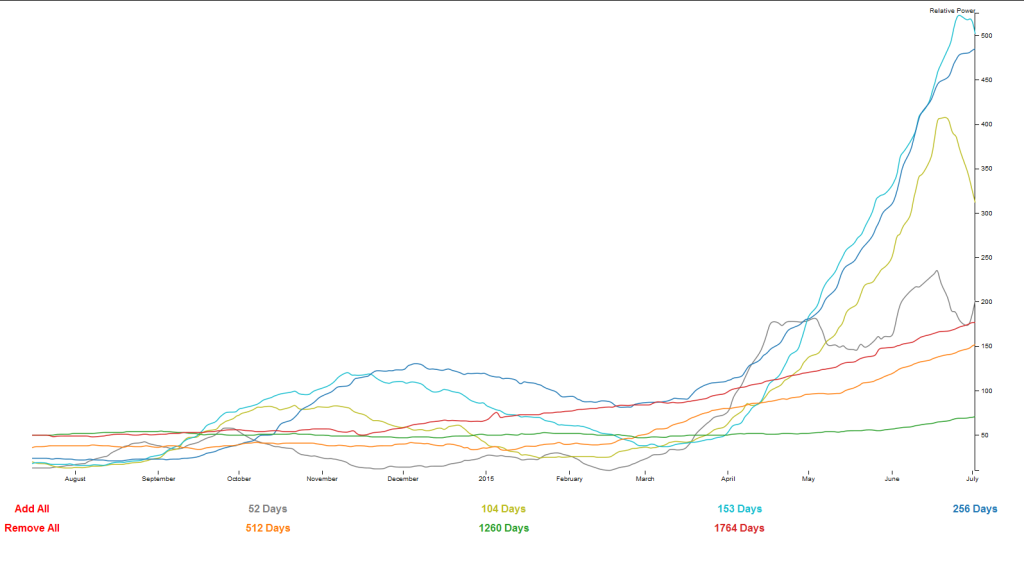 Relative Power
500
450
400
350
300
250
200
150
100
50
August September October November December 2015 February March April May June July
Add All 52 Days 104 Days 153 Days 256 Days
Remove All 512 Days 1260 Days 1764 Days